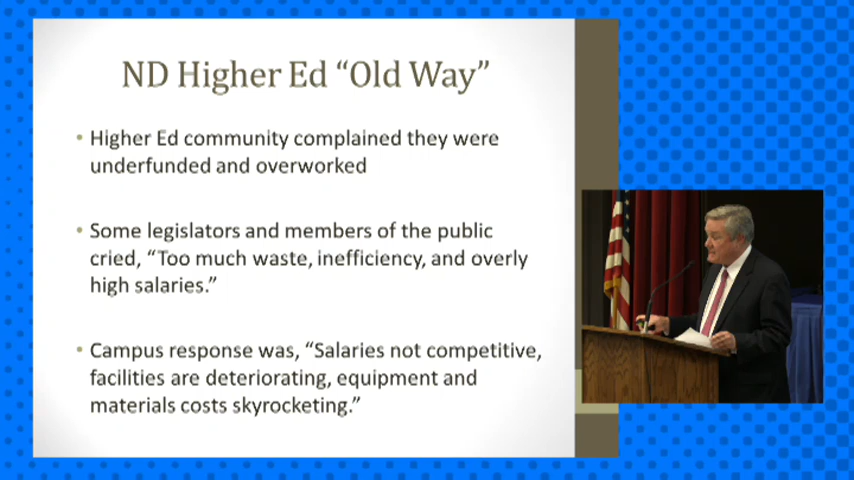 ND Higher Ed “Old Way”
• Higher Ed community complained they were
underfunded and overworked
• Some legislators and members of the public
cried, “Too much waste, inefficiency, and overly
high salaries.”
• Campus response was, “Salaries not competitive,
facilities are deteriorating, equipment and
materials costs skyrocketing.”